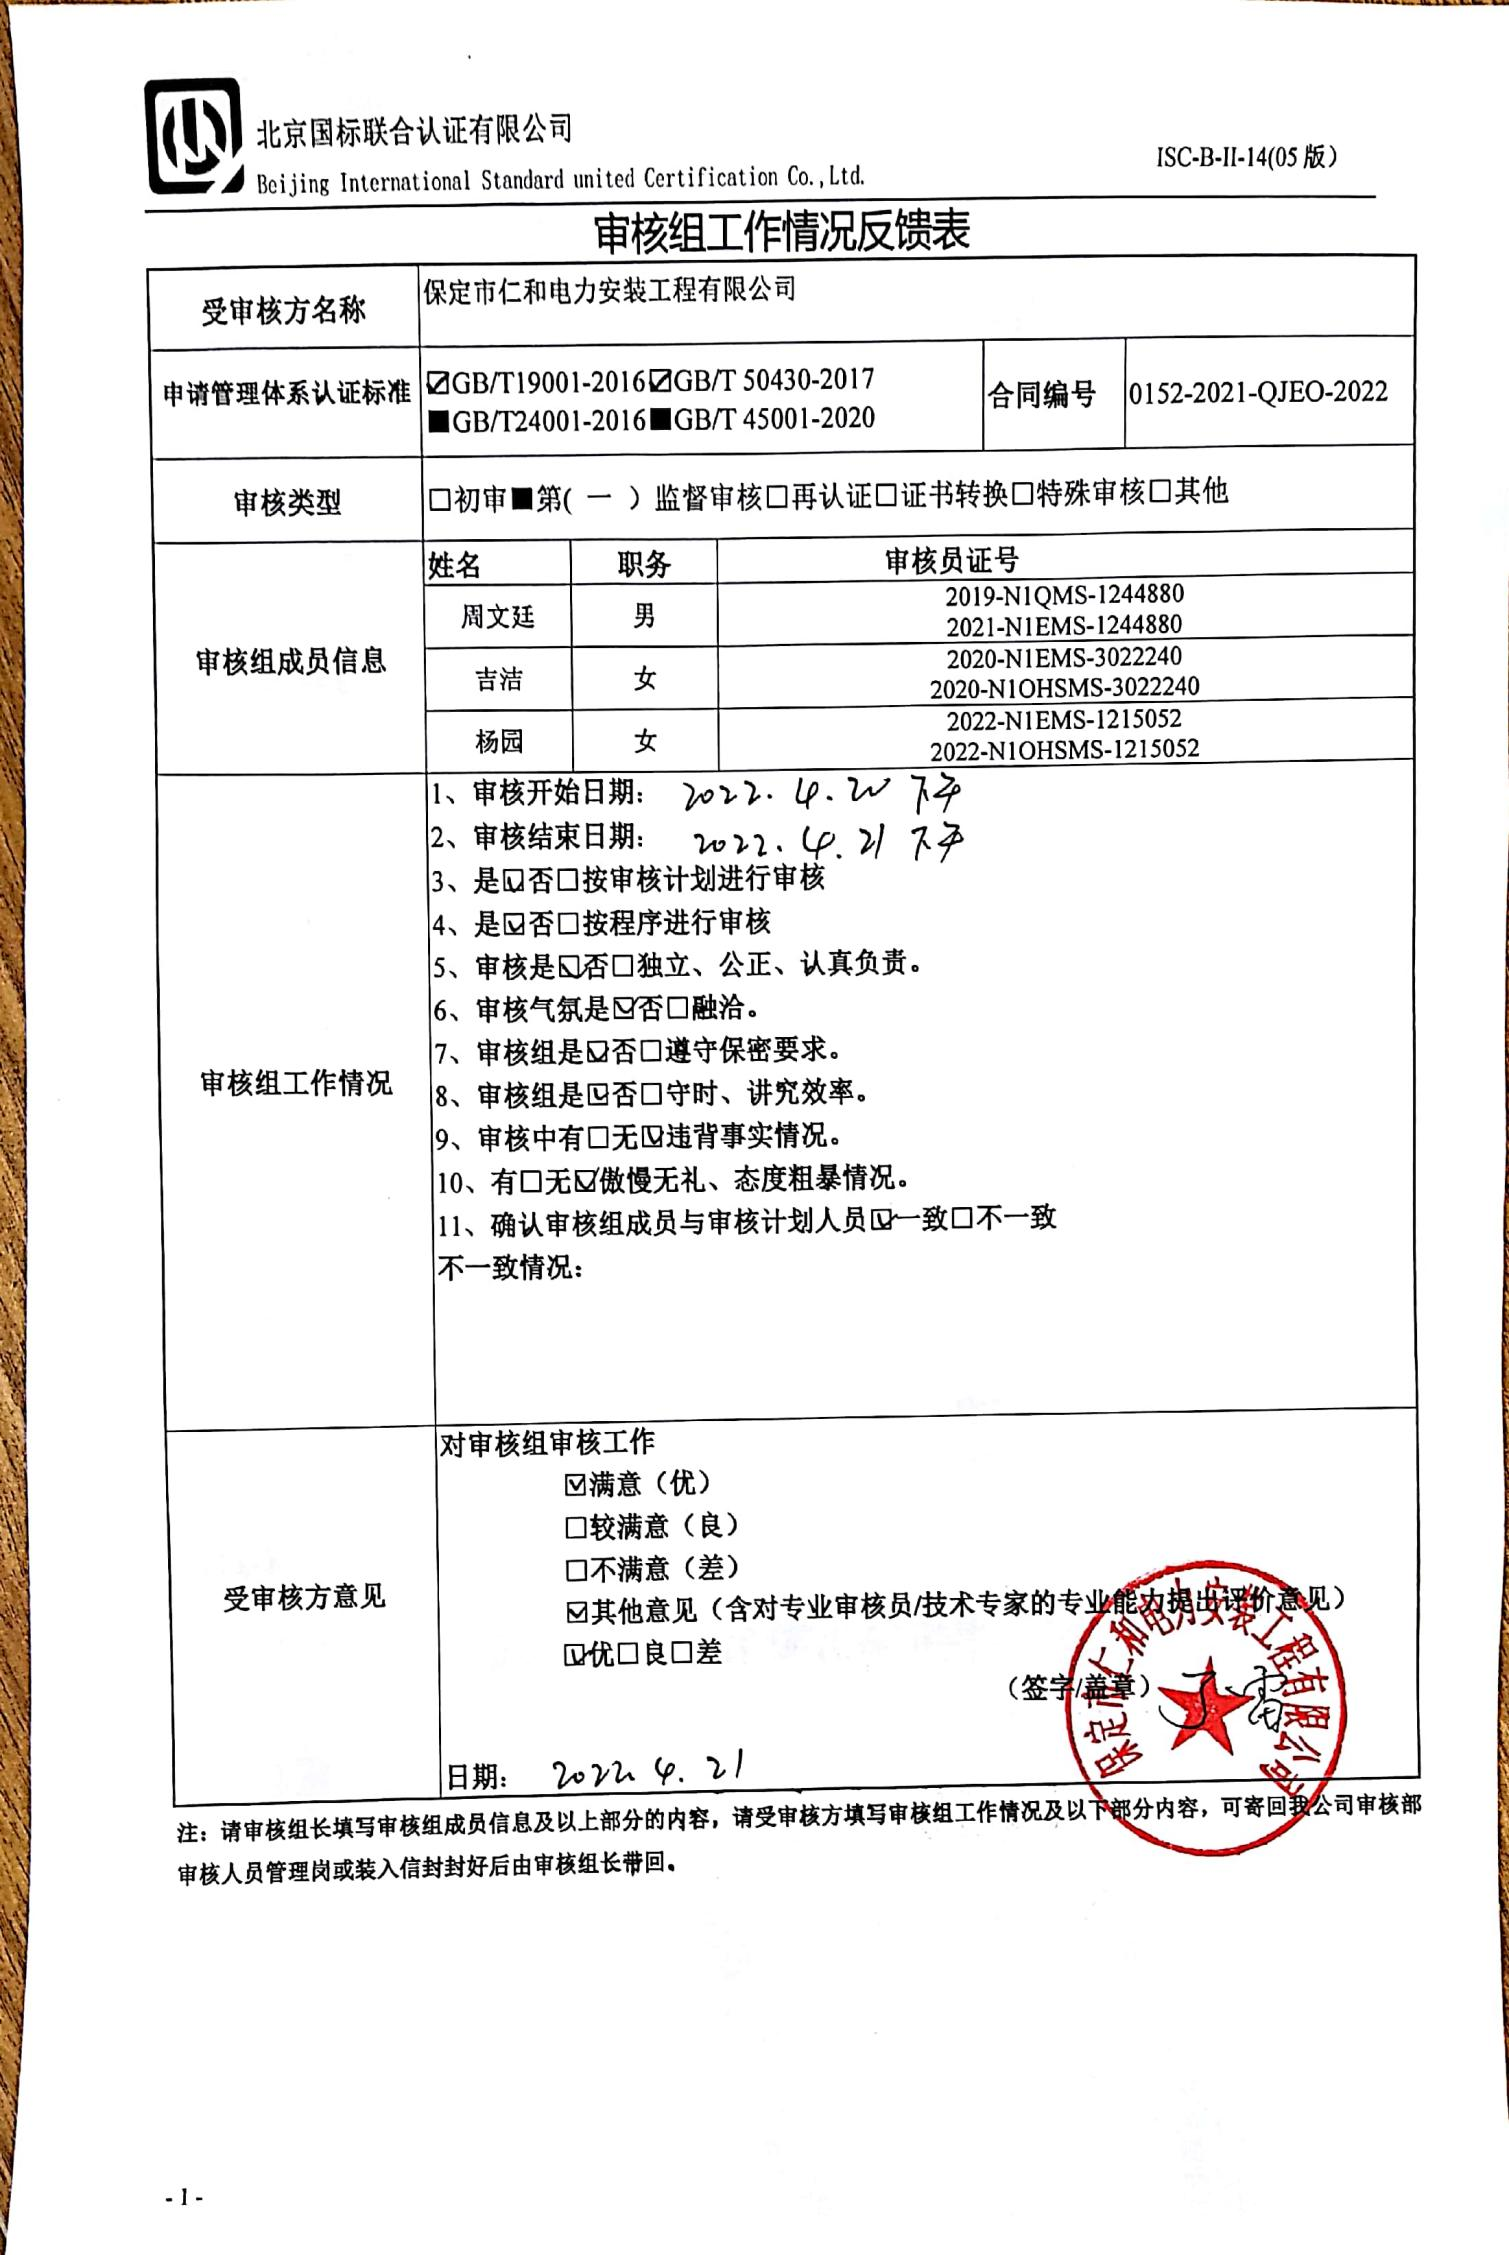 北京国标联合认证有限公司
Beijing International Standard united Certification Co.,Ltd.
ISC-B-II-14(05 版)
审核组工作情况反馈表
受审核方名称
保定市仁和电力安装工程有限公司
申请管理体系认证标准
☑GB/T19001-2016☑GB/T 50430-2017
■GB/T24001-2016■GB/T 45001-2020
合同编号
0152-2021-QJEO-2022
审核类型
□初审■第( 一 ）监督审核□再认证□证书转换□特殊审核□其他
审核组成员信息
姓名 职务 审核员证号
周文廷 男 2019-N1QMS-1244880
2021-N1EMS-1244880
吉洁 女 2020-N1EMS-3022240
2020-N1OHSMS-3022240
杨园 女 2022-N1EMS-1215052
2022-N1OHSMS-1215052
审核组工作情况
1、审核开始日期： 2022.4.20 下午
2、审核结束日期： 2022.4.21 下午
3、是☑否□按审核计划进行审核
4、是☑否□按程序进行审核
5、审核是☑否□独立、公正、认真负责。
6、审核气氛是☑否□融洽。
7、审核组是☑否□遵守保密要求。
8、审核组是☑否□守时、讲究效率。
9、审核中有□无☑违背事实情况。
10、有□无☑傲慢无礼、态度粗暴情况。
11、确认审核组成员与审核计划人员☑一致□不一致
不一致情况：
受审核方意见
对审核组审核工作
☑满意（优）
□较满意（良）
□不满意（差）
☑其他意见（含对专业审核员/技术专家的专业能力提出评价意见）
☑优□良□差
（签字/盖章）
保定市仁和电力安装工程有限公司
日期： 2022.4.21
注：请审核组长填写审核组成员信息及以上部分的内容，请受审核方填写审核组工作情况及以下部分内容，可寄回我公司审核部
审核人员管理岗或装入信封封好后由审核组长带回。
- 1 -